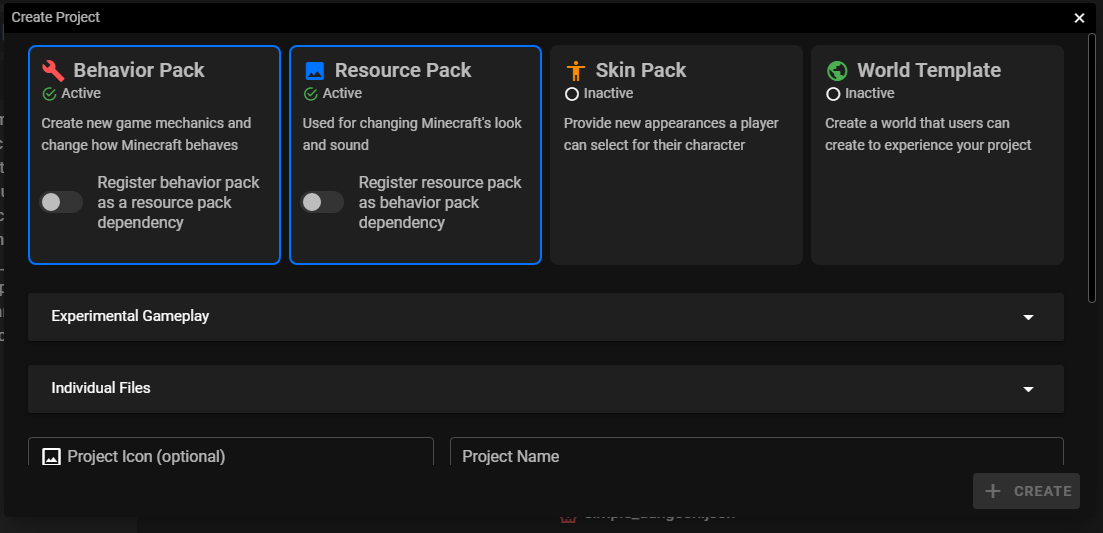 Create Project
Behavior Pack
Active
Create new game mechanics and
change how Minecraft behaves
Register behavior pack
as a resource pack
dependency
Resource Pack
Active
Used for changing Minecraft's look
and sound
Register resource pack
as behavior pack
dependency
Skin Pack
Inactive
Provide new appearances a player
can select for their character
World Template
Inactive
Create a world that users can
create to experience your project
Experimental Gameplay
Individual Files
Project Icon (optional)
Project Name
CREATE